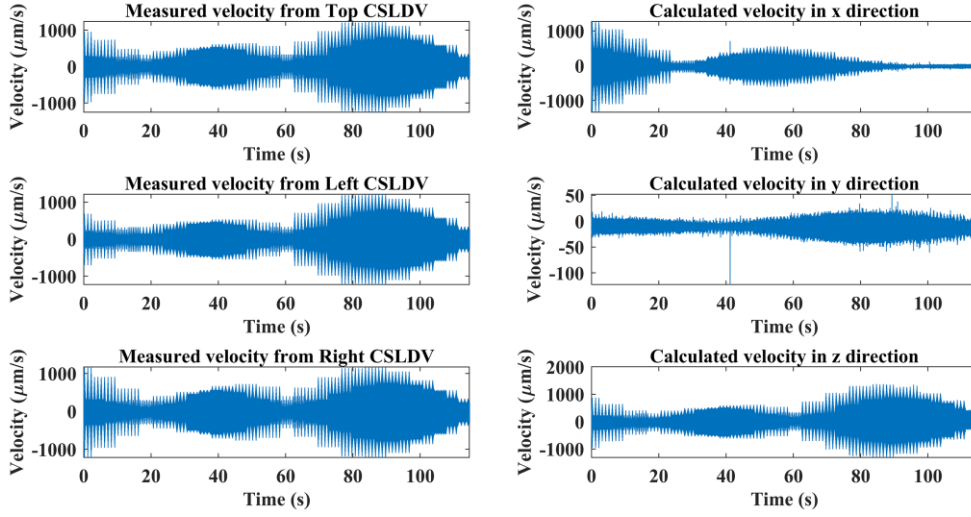 Measured velocity from Top CSLDV
Velocity (μm/s)
1000
0
-1000
0 20 40 60 80 100
Time (s)
Calculated velocity in x direction
Velocity (μm/s)
1000
0
-1000
0 20 40 60 80 100
Time (s)
Measured velocity from Left CSLDV
Velocity (μm/s)
1000
0
-1000
0 20 40 60 80 100
Time (s)
Calculated velocity in y direction
Velocity (μm/s)
50
0
-50
-100
0 20 40 60 80 100
Time (s)
Measured velocity from Right CSLDV
Velocity (μm/s)
1000
0
-1000
0 20 40 60 80 100
Time (s)
Calculated velocity in z direction
Velocity (μm/s)
2000
1000
0
-1000
0 20 40 60 80 100
Time (s)